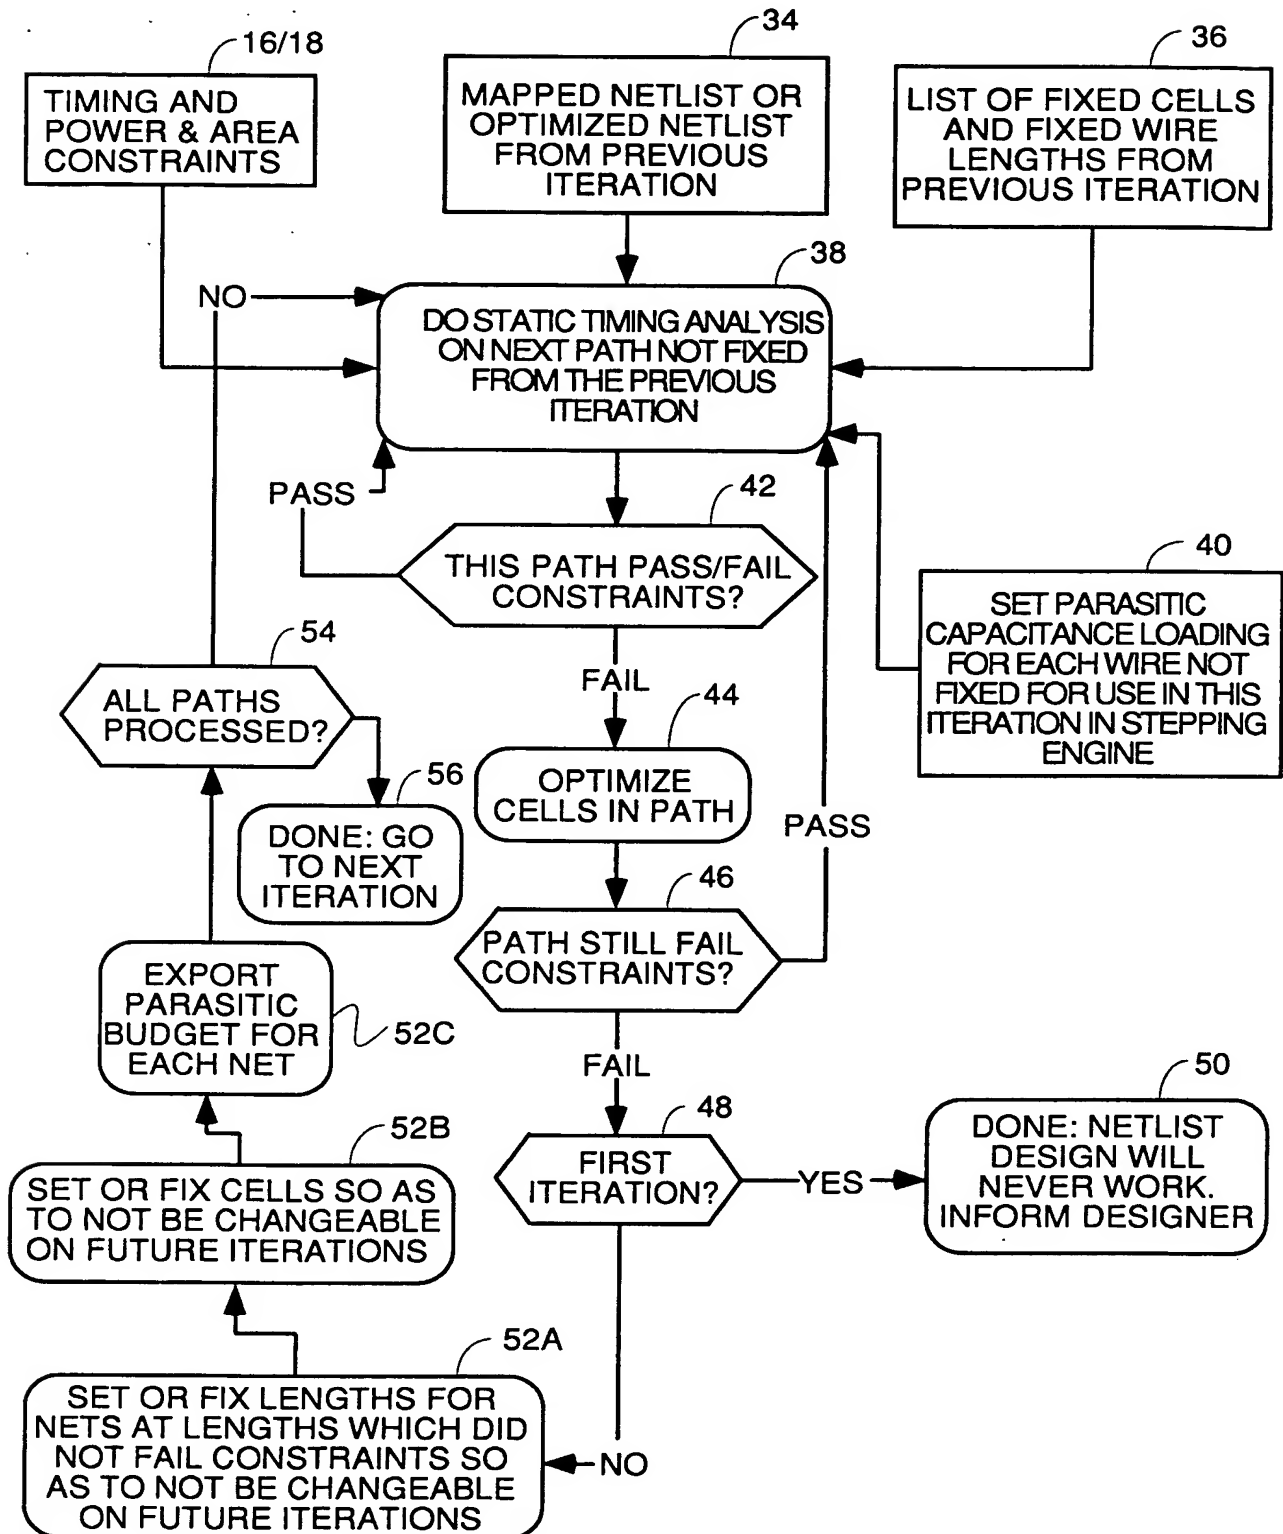 16/18
TIMING AND
POWER & AREA
CONSTRAINTS
34
MAPPED NETLIST OR
OPTIMIZED NETLIST
FROM PREVIOUS
ITERATION
36
LIST OF FIXED CELLS
AND FIXED WIRE
LENGTHS FROM
PREVIOUS ITERATION
38
NO
DO STATIC TIMING ANALYSIS
ON NEXT PATH NOT FIXED
FROM THE PREVIOUS
ITERATION
PASS
42
THIS PATH PASS/FAIL
CONSTRAINTS?
40
SET PARASITIC
CAPACITANCE LOADING
FOR EACH WIRE NOT
FIXED FOR USE IN THIS
ITERATION IN STEPPING
ENGINE
54
ALL PATHS
PROCESSED?
FAIL
44
OPTIMIZE
CELLS IN PATH
PASS
56
DONE: GO
TO NEXT
ITERATION
46
PATH STILL FAIL
CONSTRAINTS?
EXPORT
PARASITIC
BUDGET FOR
EACH NET
52C
FAIL
48
FIRST
ITERATION?
YES
50
DONE: NETLIST
DESIGN WILL
NEVER WORK.
INFORM DESIGNER
52B
SET OR FIX CELLS SO AS
TO NOT BE CHANGEABLE
ON FUTURE ITERATIONS
52A
SET OR FIX LENGTHS FOR
NETS AT LENGTHS WHICH DID
NOT FAIL CONSTRAINTS SO
AS TO NOT BE CHANGEABLE
ON FUTURE ITERATIONS
NO